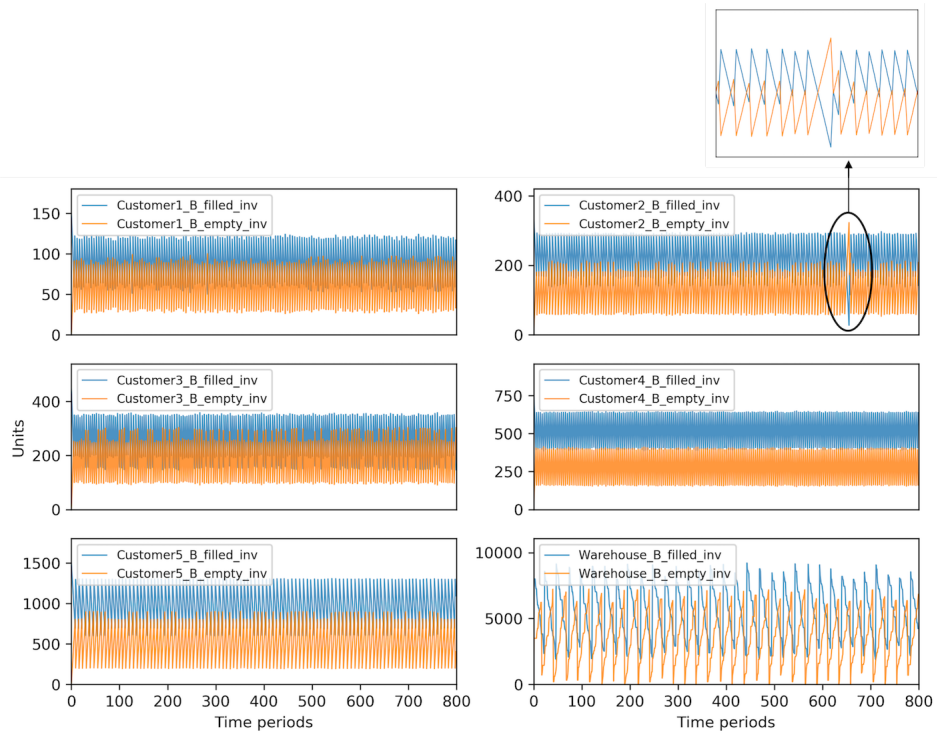 Customer1_B_filled_inv
Customer1_B_empty_inv
150
100
50
0
Customer2_B_filled_inv
Customer2_B_empty_inv
400
200
0
Customer3_B_filled_inv
Customer3_B_empty_inv
400
200
0
Units
Customer4_B_filled_inv
Customer4_B_empty_inv
750
500
250
0
Customer5_B_filled_inv
Customer5_B_empty_inv
1500
1000
500
0
0 100 200 300 400 500 600 700 800
Time periods
Warehouse_B_filled_inv
Warehouse_B_empty_inv
10000
5000
0
0 100 200 300 400 500 600 700 800
Time periods